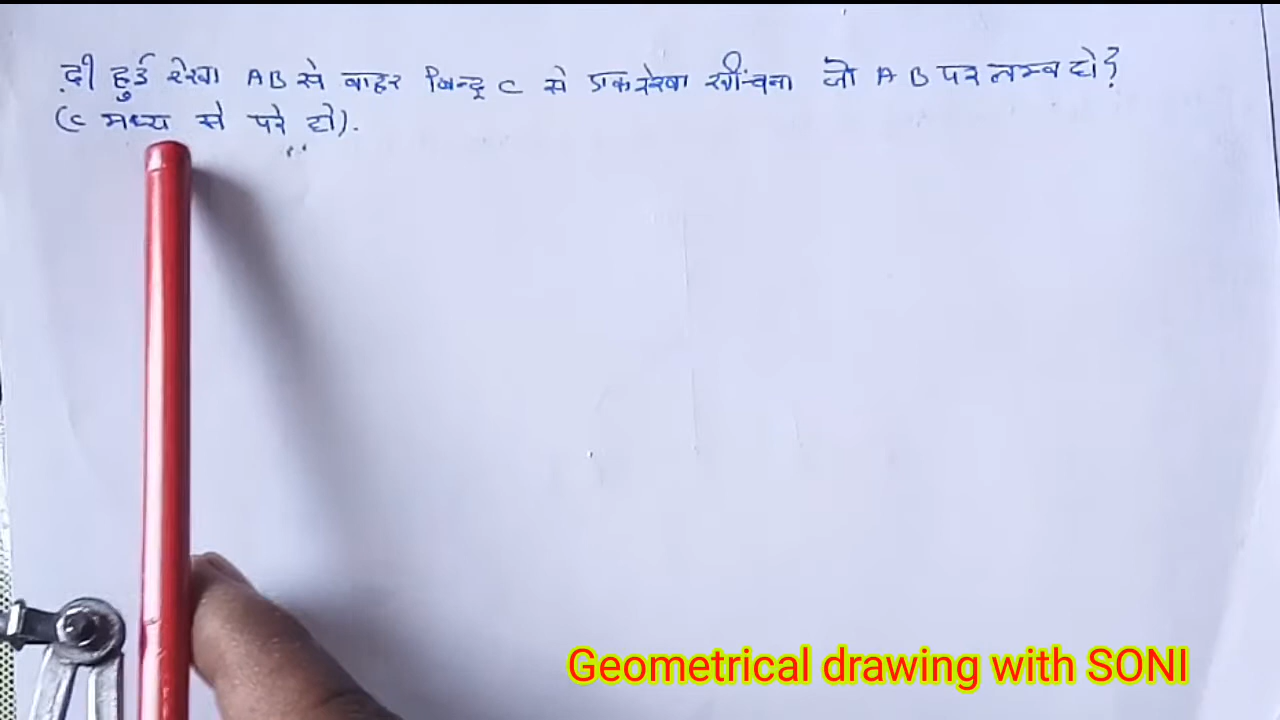 दी हुई रेखा AB से बाहर बिन्दू C से एक रेखा खींचना जो AB पर लम्ब हो?
(C मध्य से परे हो).
Geometrical drawing with SONI